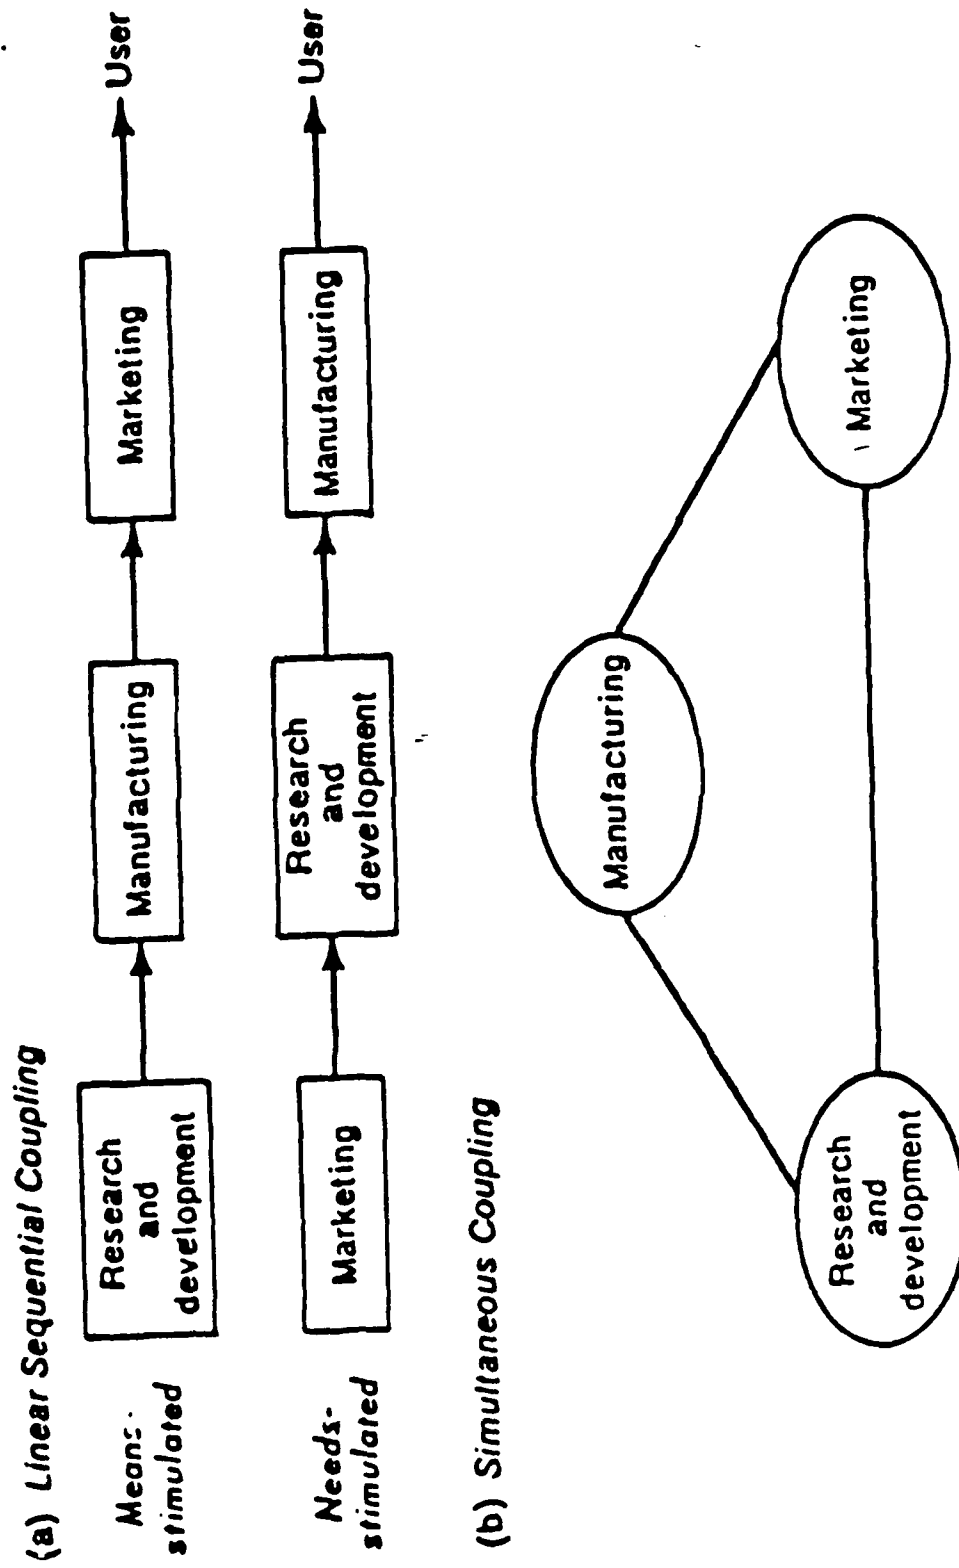 (a) Linear Sequential Coupling
Means-
stimulated
Research
and
development
Manufacturing
Marketing
User
Needs-
stimulated
Marketing
Research
and
development
Manufacturing
User
(b) Simultaneous Coupling
Manufacturing
Research
and
development
Marketing